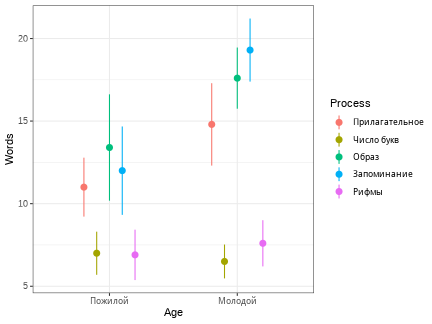 20
15
10
5
Words
Пожилой Молодой
Age
Process
Прилагательное
Число букв
Образ
Запоминание
Рифмы